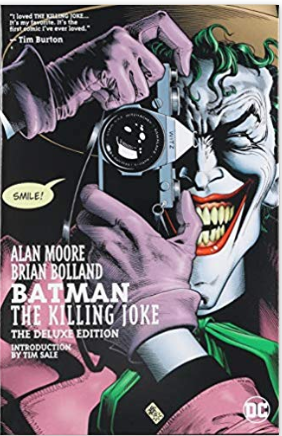 "I loved THE KILLING JOKE...
It's my favorite. It's the
first comic I've ever loved."
— Tim Burton
WITZ
SMILE!
ALAN MOORE
BRIAN BOLLAND
BATMAN
THE KILLING JOKE
THE DELUXE EDITION
INTRODUCTION
BY TIM SALE
DC